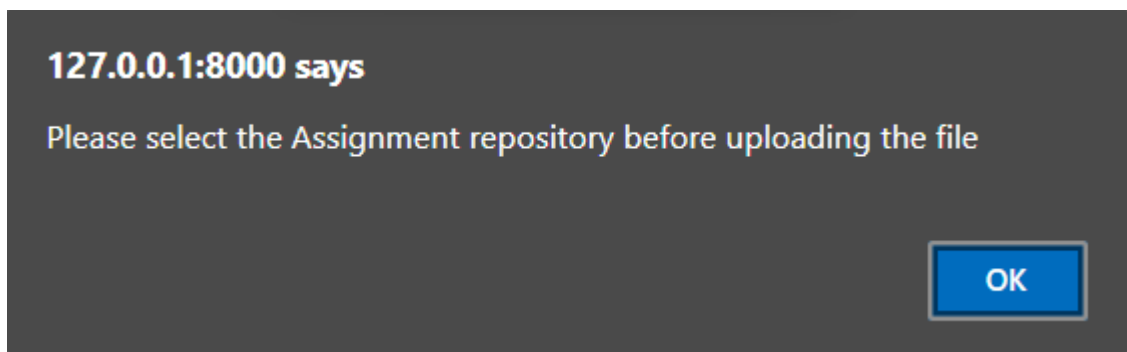 127.0.0.1:8000 says
Please select the Assignment repository before uploading the file
OK